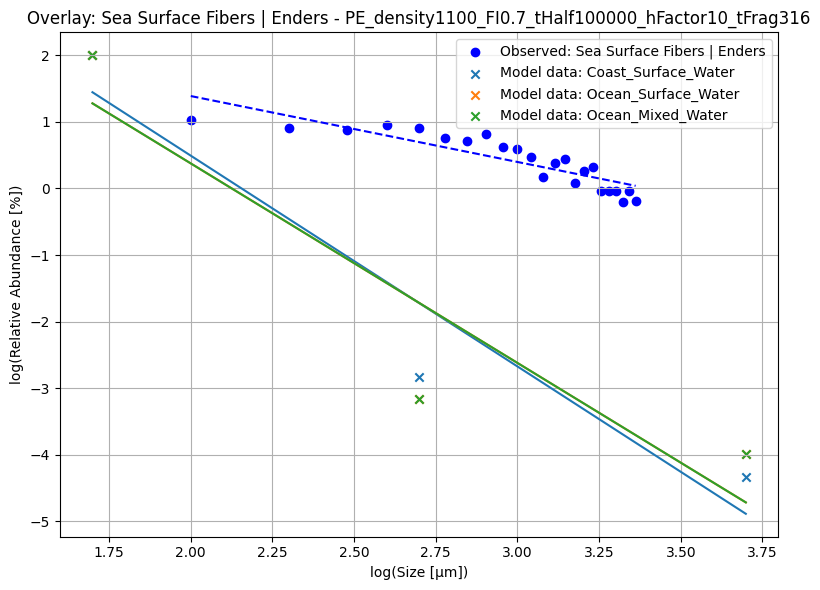 Overlay: Sea Surface Fibers | Enders - PE_density1100_FI0.7_tHalf100000_hFactor10_tFrag316
Observed: Sea Surface Fibers | Enders
Model data: Coast_Surface_Water
Model data: Ocean_Surface_Water
Model data: Ocean_Mixed_Water
log(Relative Abundance [%])
2
1
0
−1
−2
−3
−4
−5
1.75 2.00 2.25 2.50 2.75 3.00 3.25 3.50 3.75
log(Size [μm])